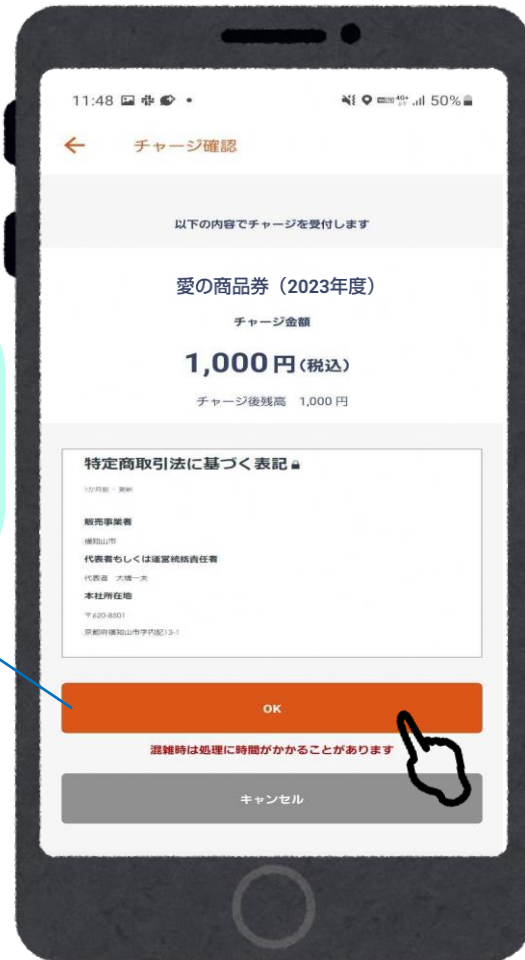 11:48
50%
チャージ確認
以下の内容でチャージを受付します
愛の商品券（2023年度）
チャージ金額
1,000 円（税込）
チャージ後残高 1,000 円
特定商取引法に基づく表記
1か月前 · 更新
販売事業者
福知山市
代表者もしくは運営統括責任者
代表者 大橋一夫
本社所在地
〒620-8501
京都府福知山市字内記13-1
OK
混雑時は処理に時間がかかることがあります
キャンセル